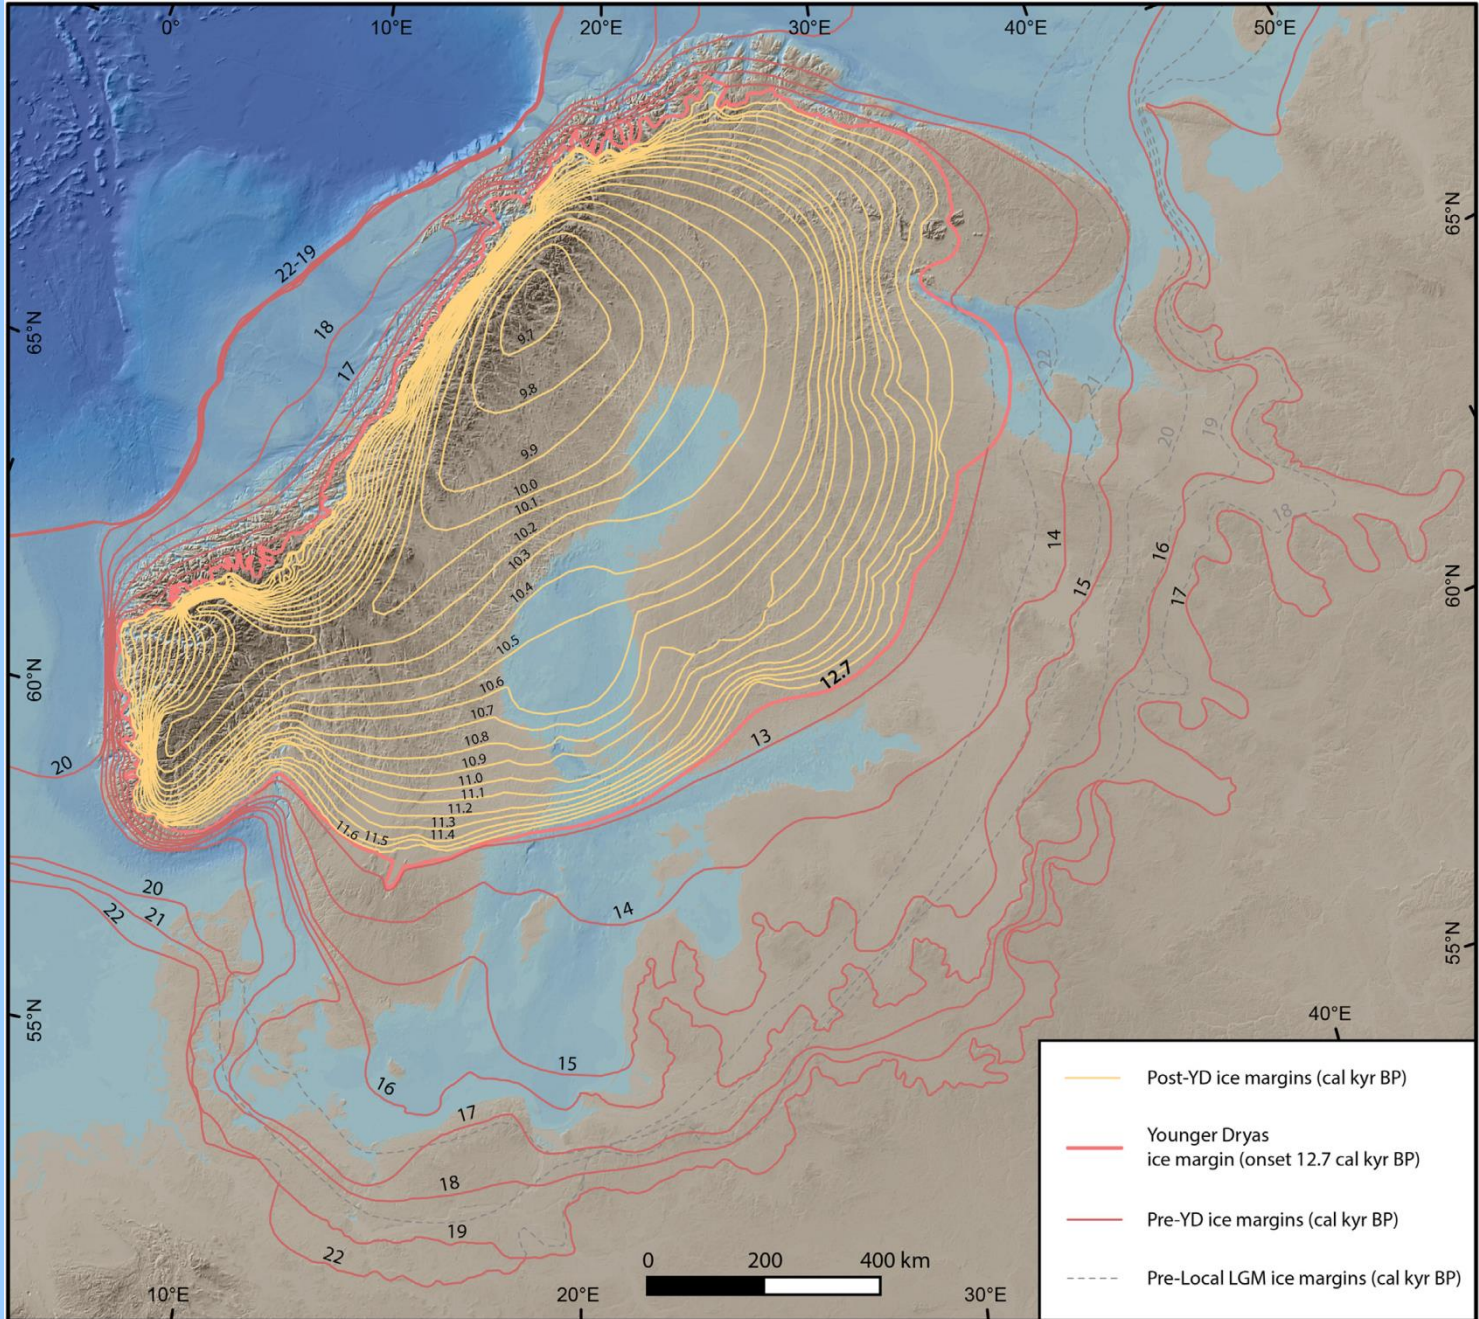 0°
10°E
20°E
30°E
40°E
50°E
65°N
65°N
22-19
18
17
9.7
9.8
9.9
10.0
10.1
10.2
10.3
10.4
10.5
10.6
10.7
10.8
10.9
11.0
11.1
11.2
11.3
11.4
11.5
11.6
22
21
20
19
18
14
15
16
17
60°N
60°N
12.7
13
20
20
21
22
14
55°N
55°N
40°E
15
16
17
18
19
22
0 200 400 km
10°E
20°E
30°E
Post-YD ice margins (cal kyr BP)
Younger Dryas
ice margin (onset 12.7 cal kyr BP)
Pre-YD ice margins (cal kyr BP)
Pre-Local LGM ice margins (cal kyr BP)